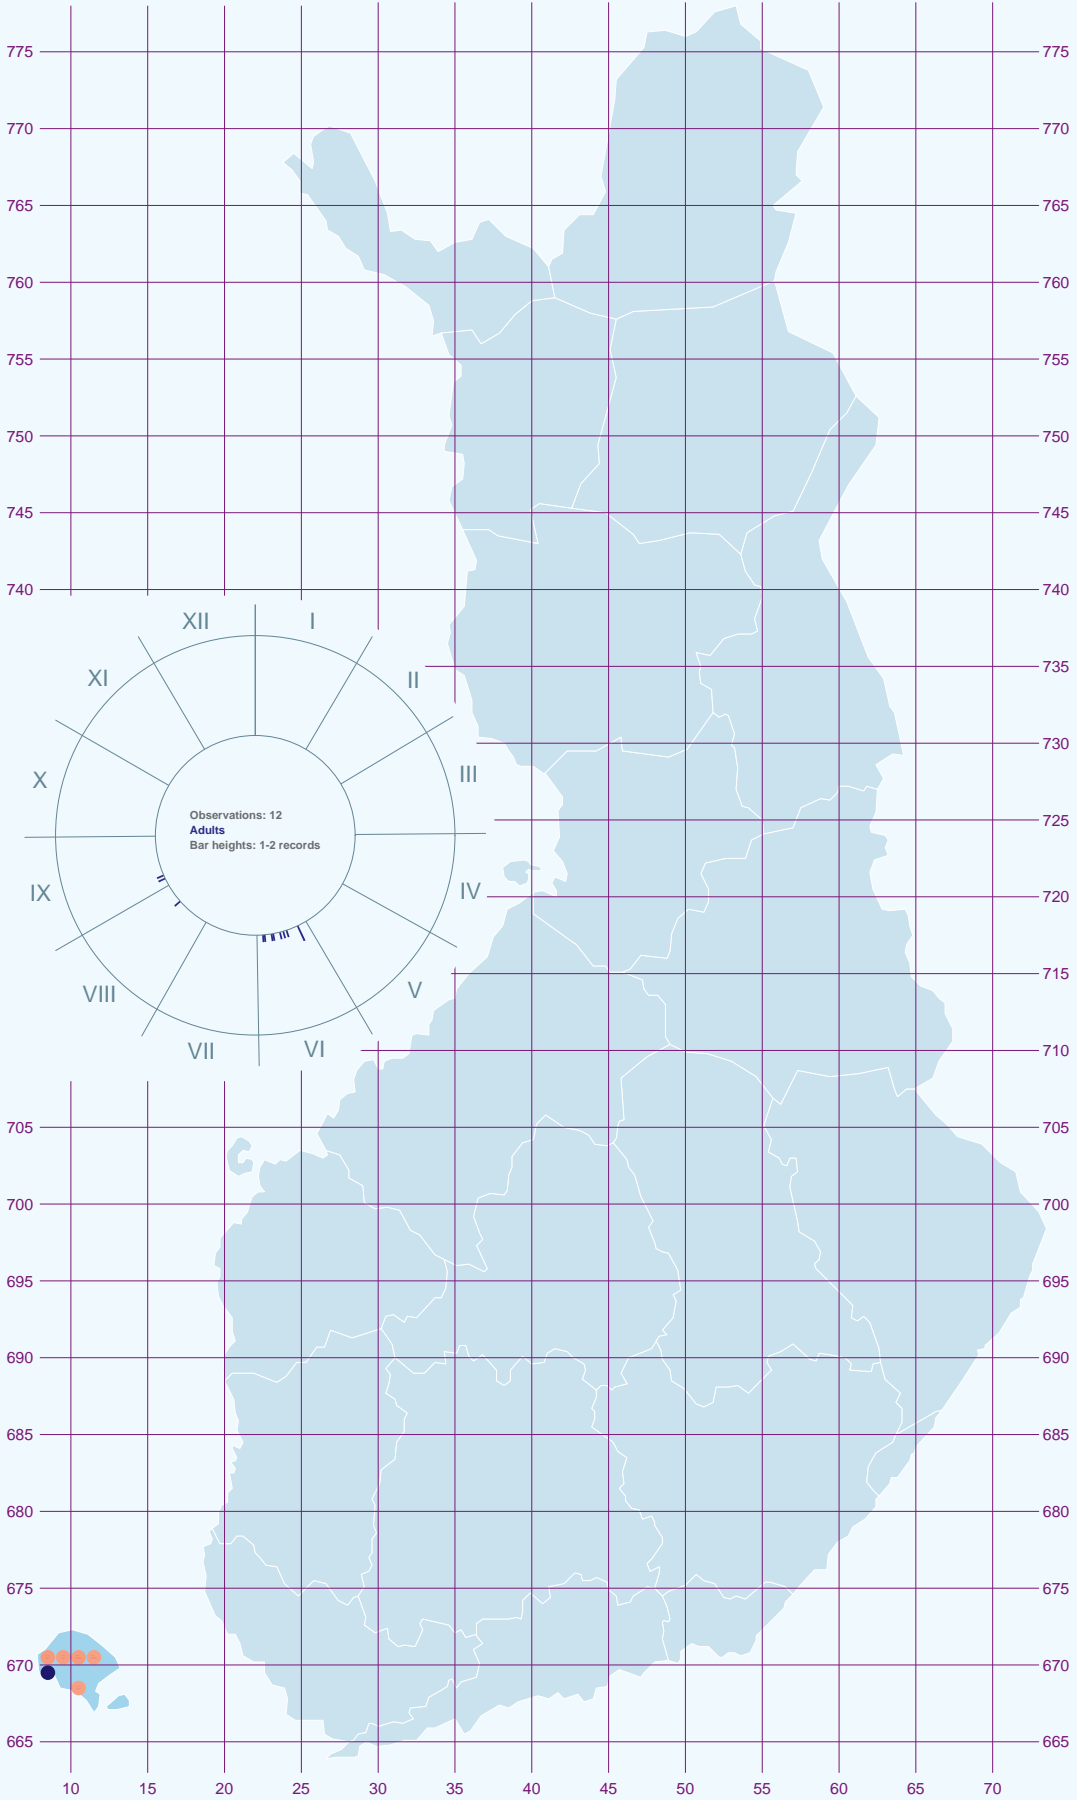 775 775
770 770
765 765
760 760
755 755
750 750
745 745
740 740
XII I
XI II
735
X III
730
Observations: 12
Adults
Bar heights: 1-2 records
725
IX IV
720
VIII V
715
VII VI
710
705 705
700 700
695 695
690 690
685 685
680 680
675 675
670 670
665 665
10 15 20 25 30 35 40 45 50 55 60 65 70